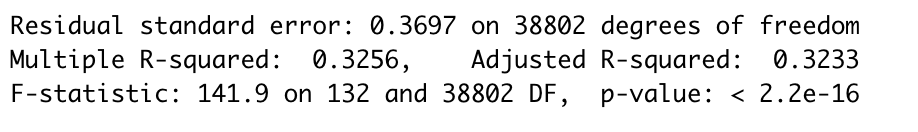 Residual standard error: 0.3697 on 38802 degrees of freedom
Multiple R-squared:  0.3256,    Adjusted R-squared:  0.3233
F-statistic: 141.9 on 132 and 38802 DF,  p-value: < 2.2e-16